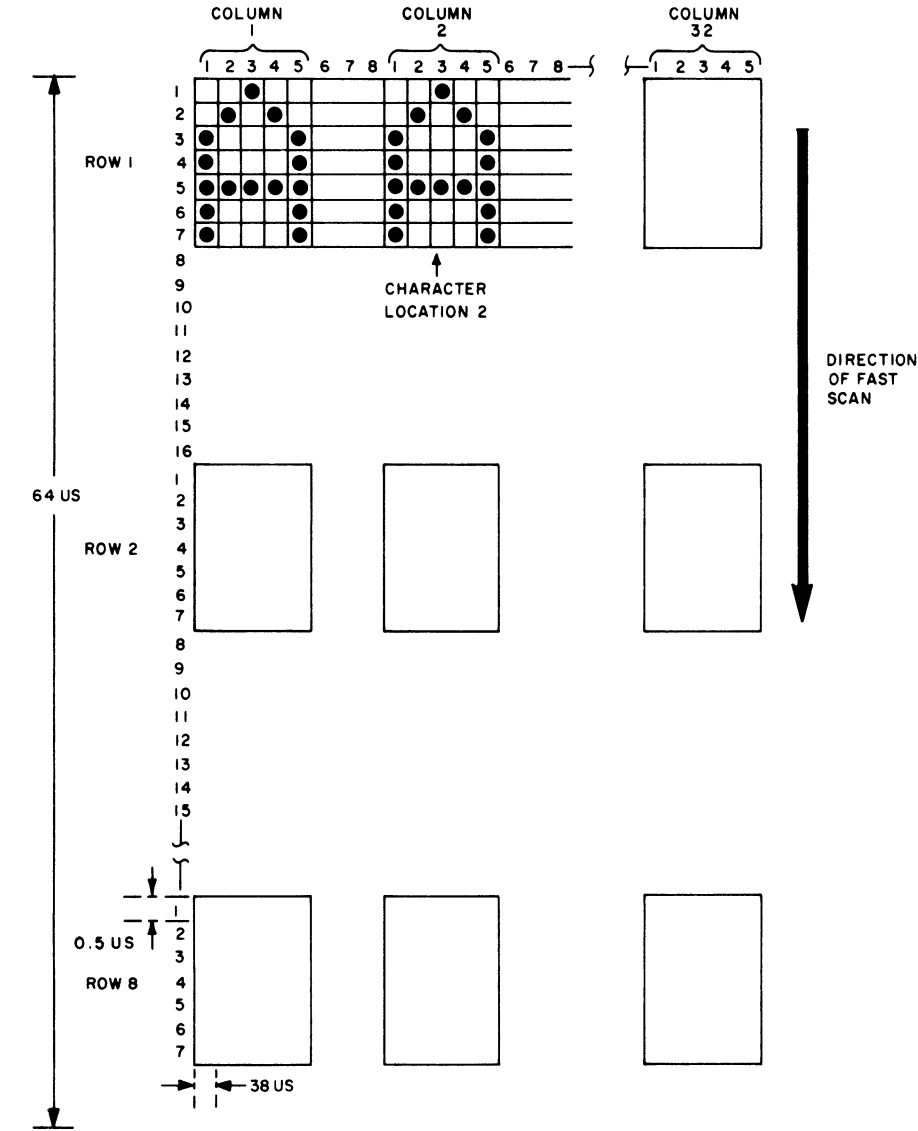 COLUMN COLUMN COLUMN
1 2 32
1 2 3 4 5 6 7 8 1 2 3 4 5 6 7 8 1 2 3 4 5
1
2
3
ROW 1 4
5
6
7
8
9
CHARACTER
10
LOCATION 2
11
12
DIRECTION
13
OF FAST
14
SCAN
15
16
1
64 US
2
3
ROW 2 4
5
6
7
8
9
10
11
12
13
14
15
1
0.5 US 2
3
ROW 8 4
5
6
7
38 US